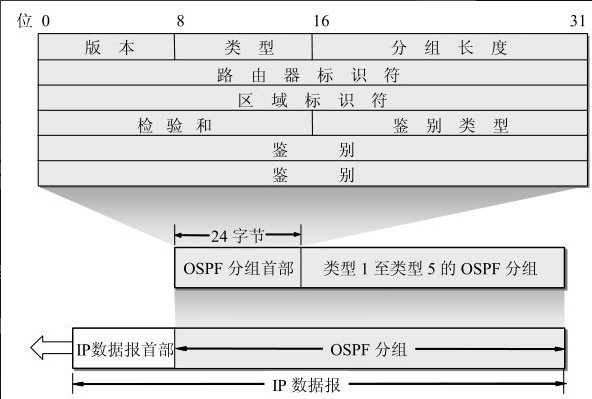 位 0 8 16 31
版 本 类 型 分 组 长 度
路 由 器 标 识 符
区 域 标 识 符
检 验 和 鉴 别 类 型
鉴 别
鉴 别
24 字节
OSPF 分组首部 类型 1 至类型 5 的 OSPF 分组
IP数据报首部 OSPF 分组
IP 数据报